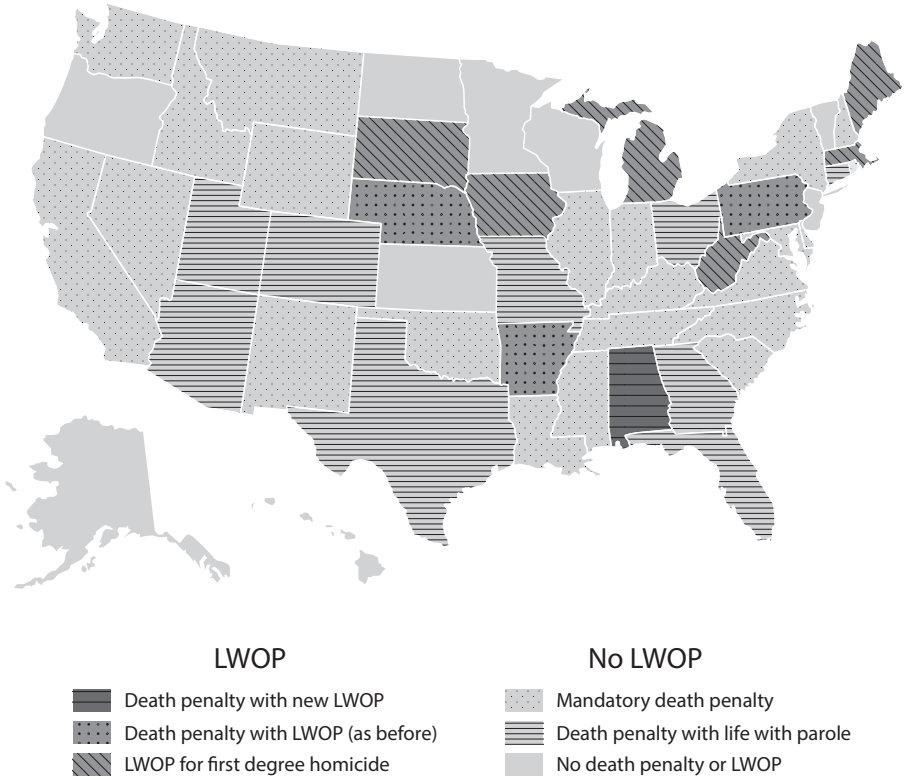 LWOP
Death penalty with new LWOP
Death penalty with LWOP (as before)
LWOP for first degree homicide
No LWOP
Mandatory death penalty
Death penalty with life with parole
No death penalty or LWOP